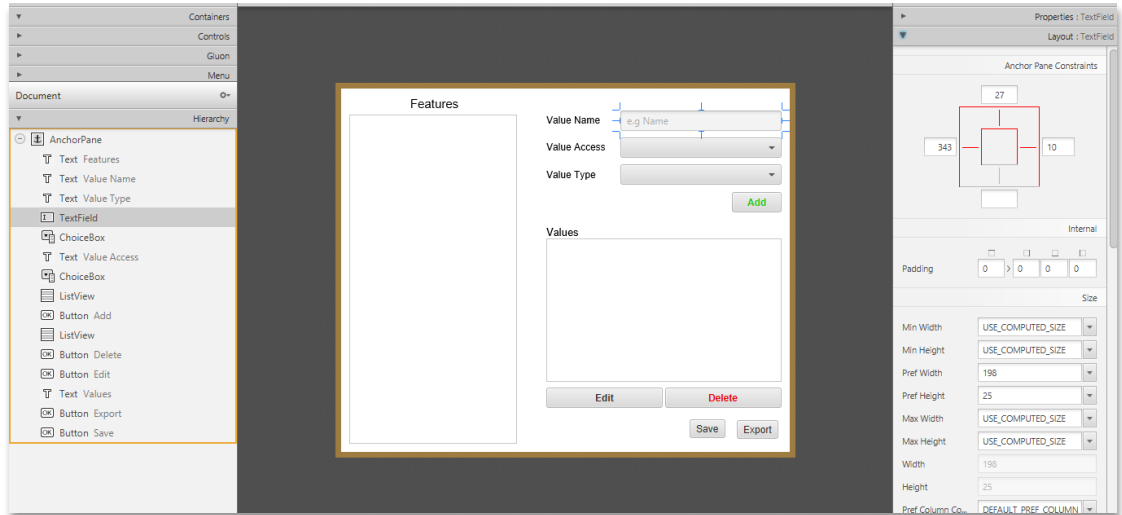 Containers
Controls
Gluon
Menu
Document
Hierarchy
AnchorPane
Text Features
Text Value Name
Text Value Type
TextField
ChoiceBox
Text Value Access
ChoiceBox
ListView
Button Add
ListView
Button Delete
Button Edit
Text Values
Button Export
Button Save
Features
Value Name
e.g Name
Value Access
Value Type
Add
Values
Edit
Delete
Save
Export
Properties : TextField
Layout : TextField
Anchor Pane Constraints
27
343
10
Internal
Padding
0
0
0
0
Size
Min Width
USE_COMPUTED_SIZE
Min Height
USE_COMPUTED_SIZE
Pref Width
198
Pref Height
25
Max Width
USE_COMPUTED_SIZE
Max Height
USE_COMPUTED_SIZE
Width
198
Height
25
Pref Column Co...
DEFAULT_PREF_COLUMN